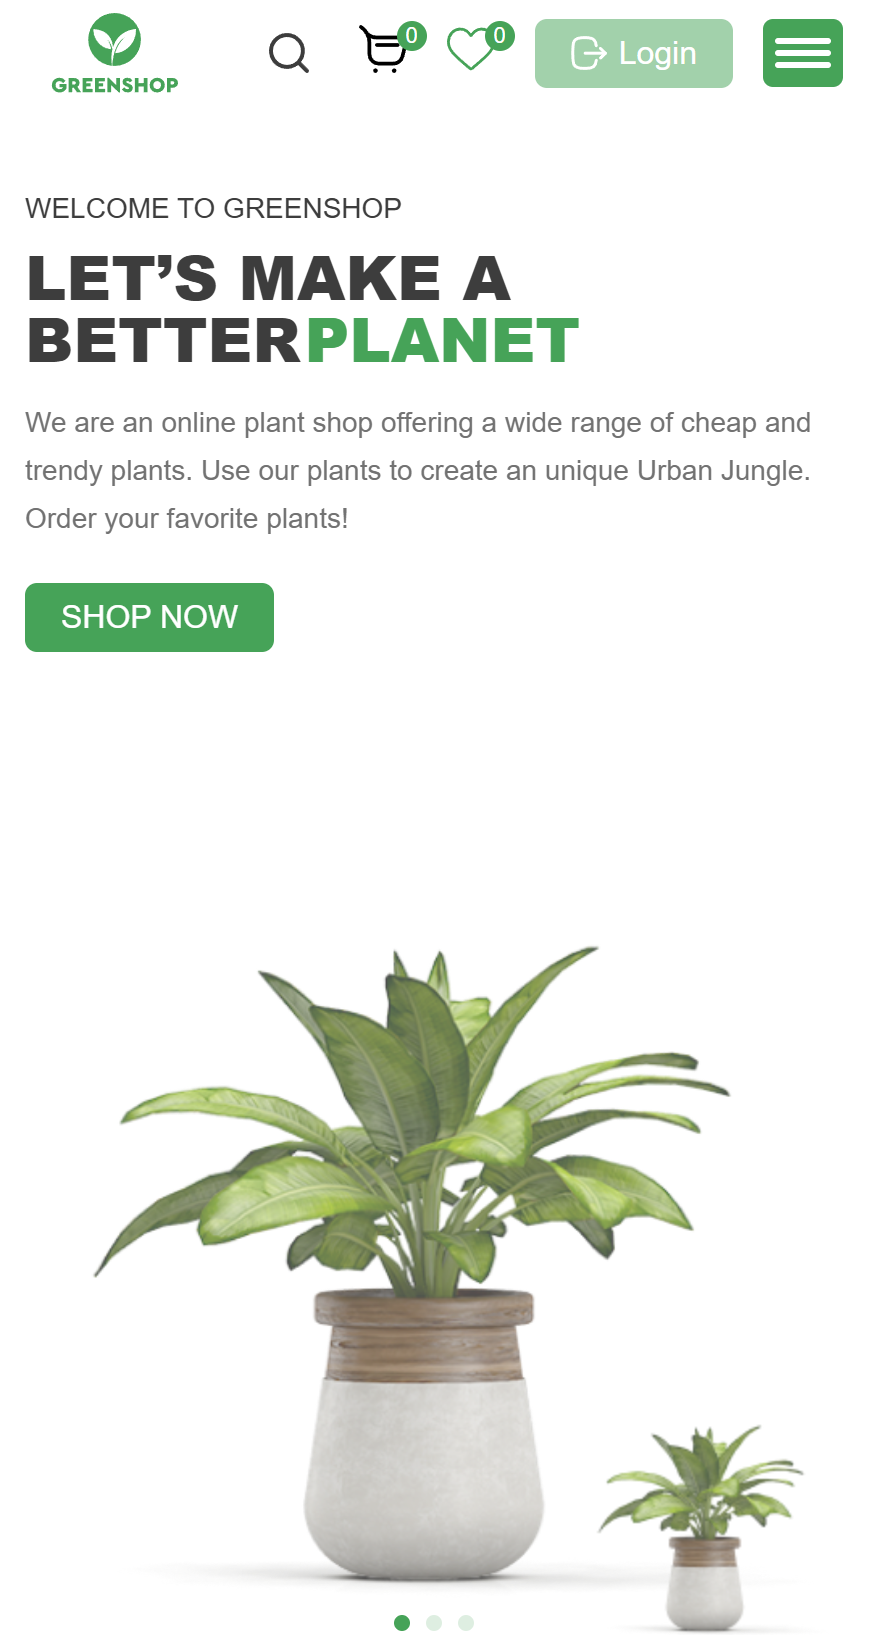 GREENSHOP
0
0
Login
WELCOME TO GREENSHOP
LET’S MAKE A
BETTERPLANET
We are an online plant shop offering a wide range of cheap and
trendy plants. Use our plants to create an unique Urban Jungle.
Order your favorite plants!
SHOP NOW